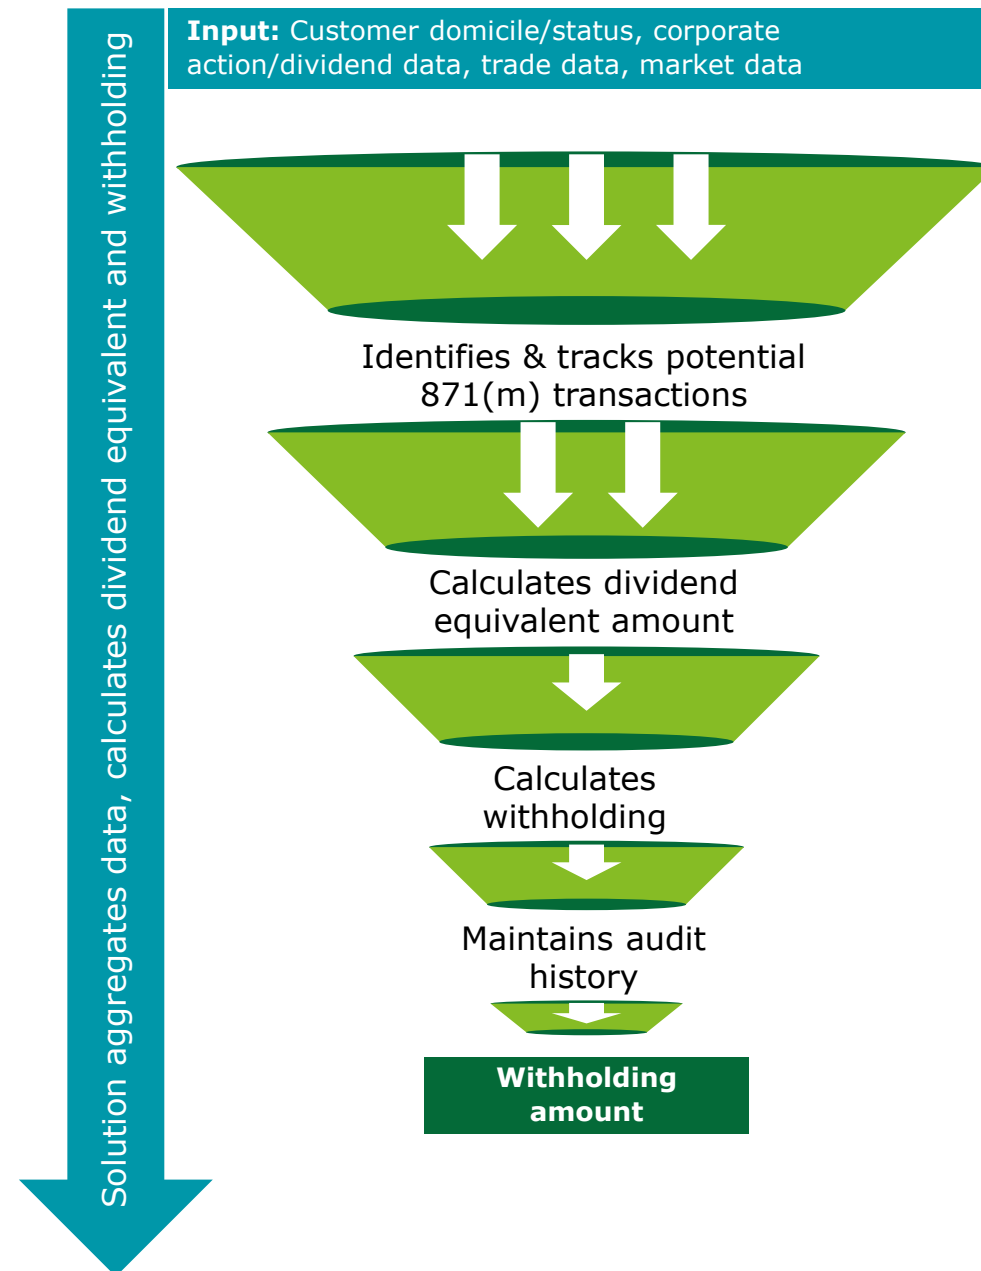 Solution aggregates data, calculates dividend equivalent and withholding
Input: Customer domicile/status, corporate
action/dividend data, trade data, market data
Identifies & tracks potential
871(m) transactions
Calculates dividend
equivalent amount
Calculates
withholding
Maintains audit
history
Withholding
amount